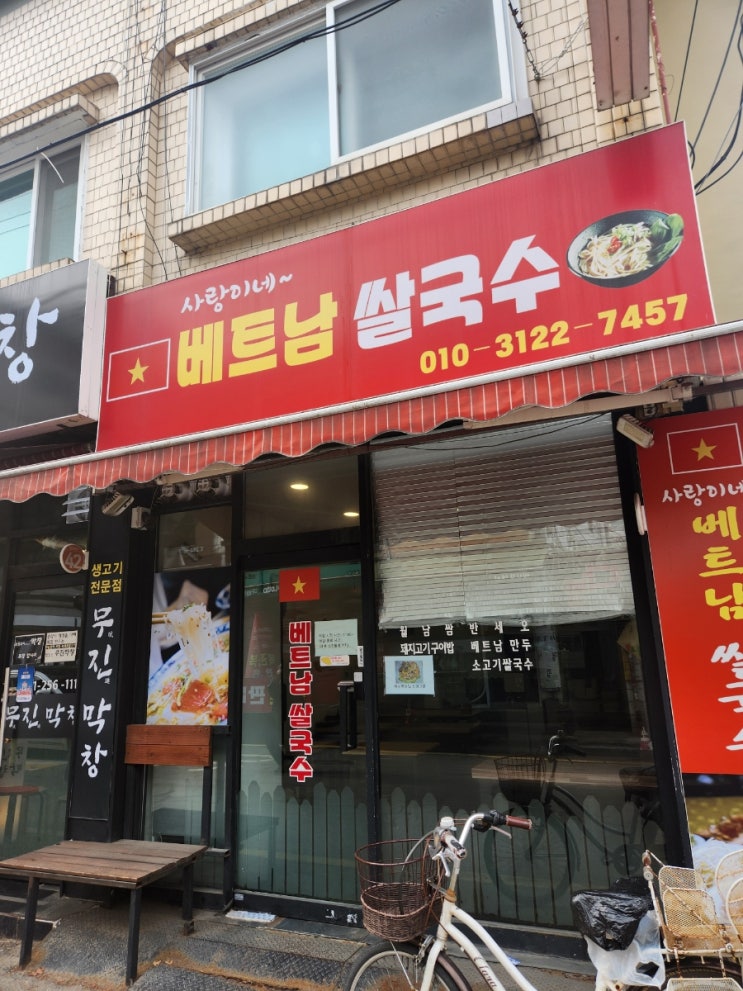 창
사랑이네~
베트남 쌀국수
010-3122-7457
생고기
전문점
무진막창
42
256-111
무진막창
베트남 쌀국수
월남쌈 반세오
돼지고기구이밥 베트남 만두
소고기쌀국수
사랑이네
베트남
쌀국수